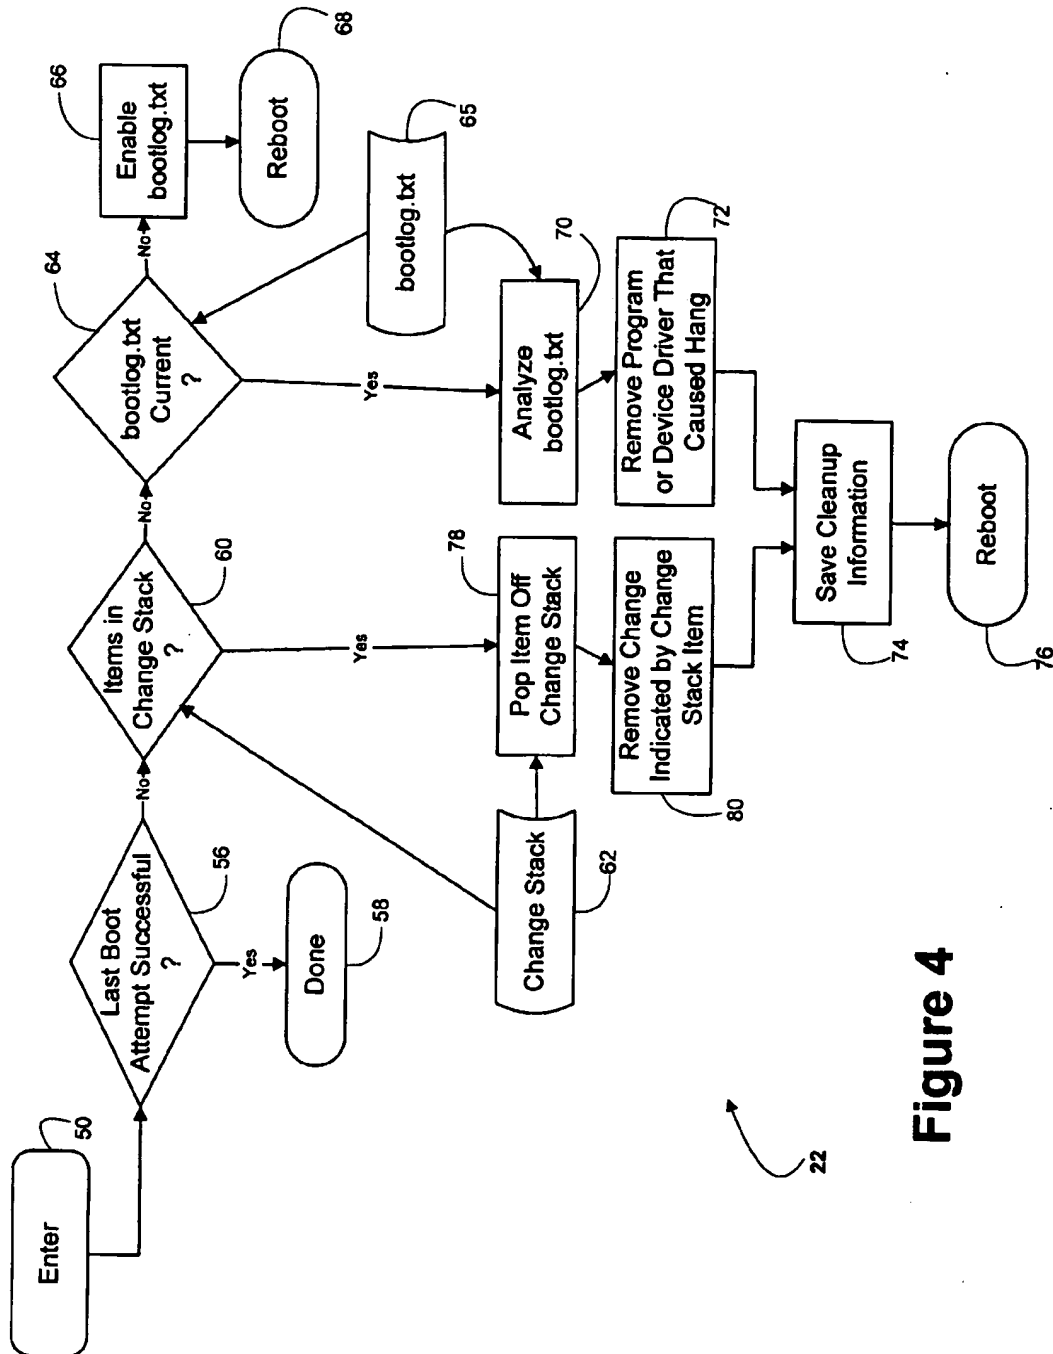 Enter
50
Last Boot
Attempt Successful
?
56
Yes
Done
58
No
Items in
Change Stack
?
60
No
bootlog.txt
Current
?
64
No
Enable
bootlog.txt
66
Reboot
68
bootlog.txt
65
Yes
Yes
Change Stack
62
Pop Item Off
Change Stack
78
Remove Change
Indicated by Change
Stack Item
80
Analyze
bootlog.txt
70
Remove Program
or Device Driver That
Caused Hang
72
Save Cleanup
Information
74
Reboot
76
22
Figure 4